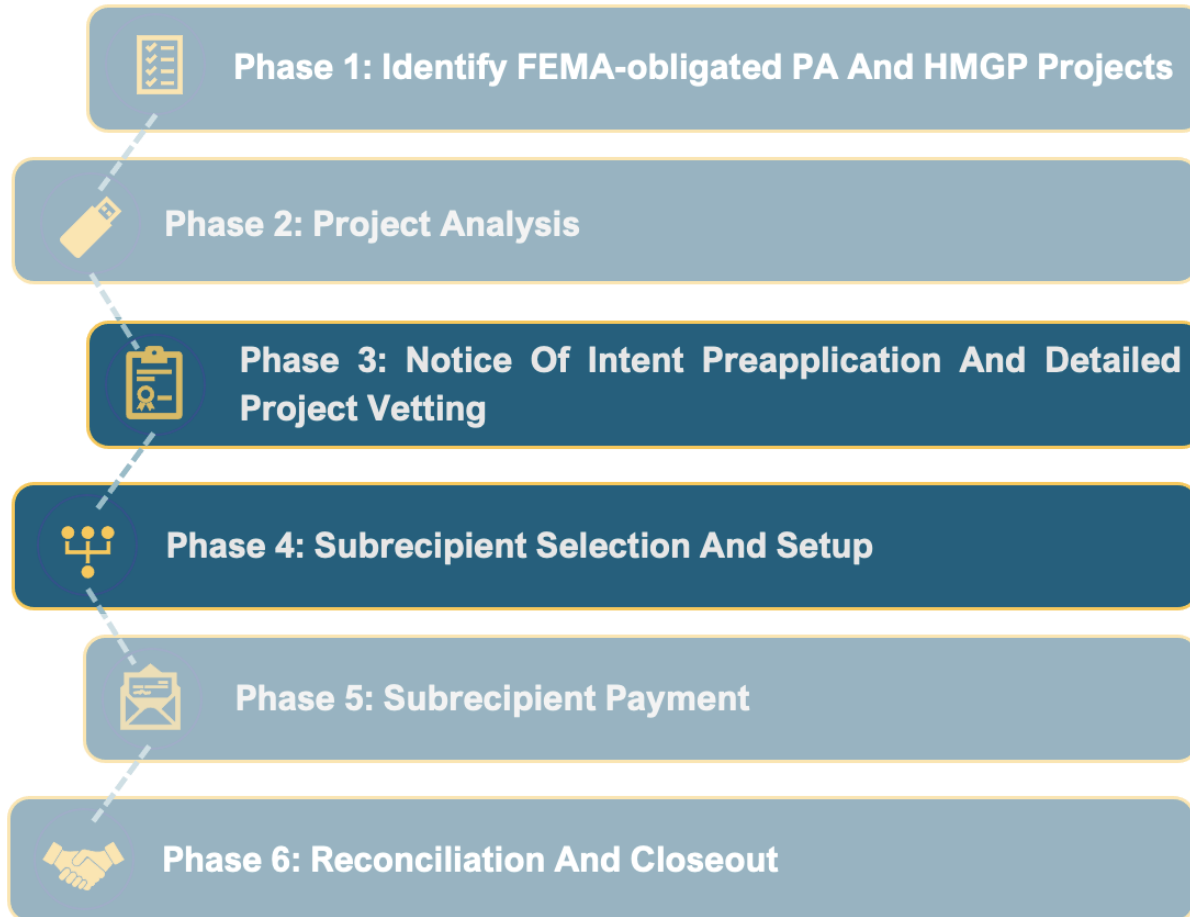 Phase 1: Identify FEMA-obligated PA And HMGP Projects
Phase 2: Project Analysis
Phase 3: Notice Of Intent Preapplication And Detailed
Project Vetting
Phase 4: Subrecipient Selection And Setup
Phase 5: Subrecipient Payment
Phase 6: Reconciliation And Closeout